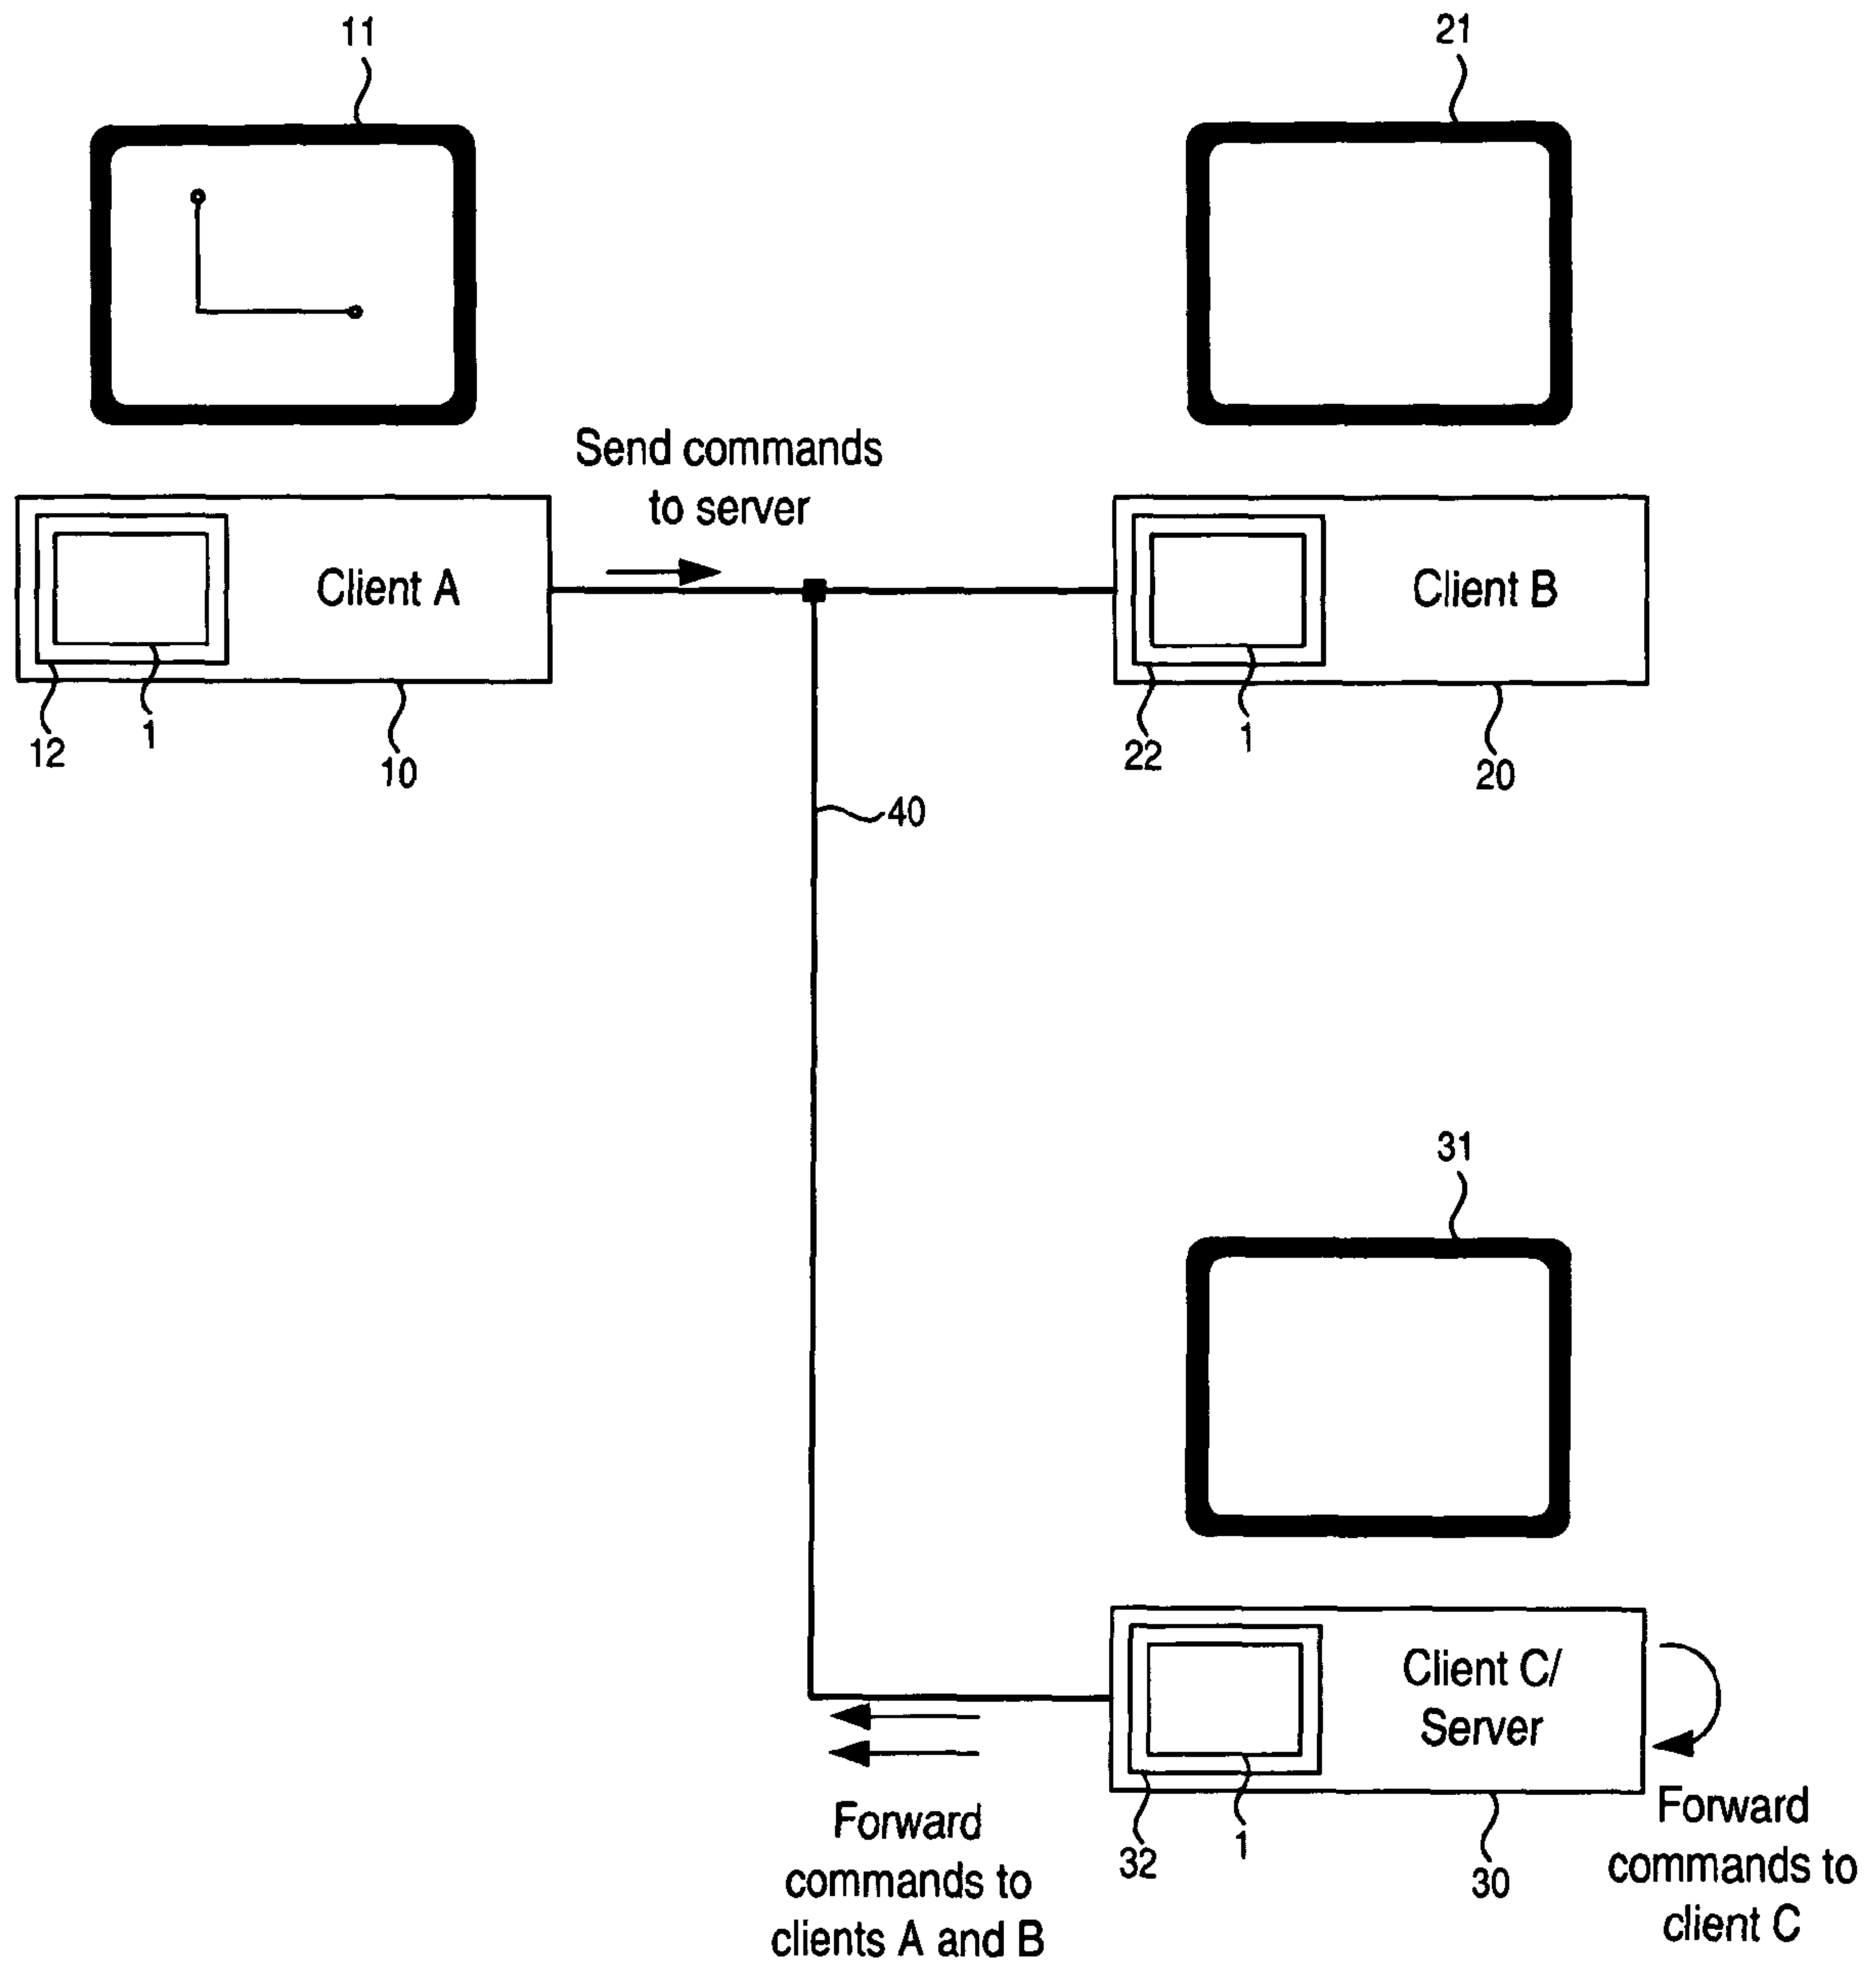 11
21
Send commands
to server
Client A
Client B
12
1
10
22
1
20
40
31
Client C/
Server
32
1
30
Forward
commands to
clients A and B
Forward
commands to
client C